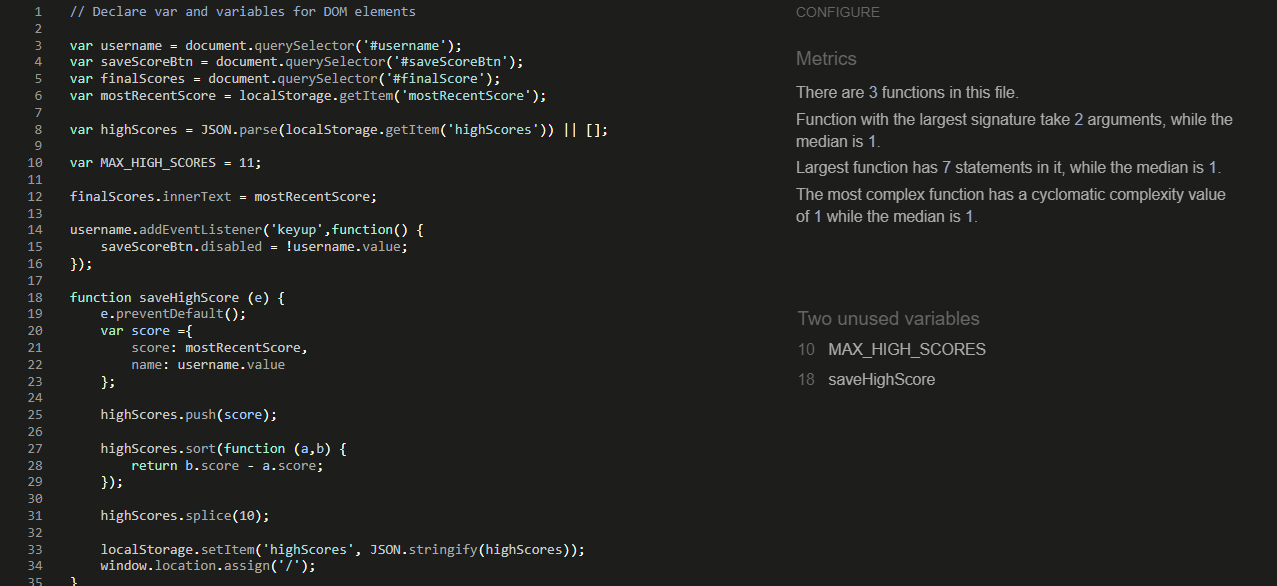 1 // Declare var and variables for DOM elements
2
3 var username = document.querySelector('#username');
4 var saveScoreBtn = document.querySelector('#saveScoreBtn');
5 var finalScores = document.querySelector('#finalScore');
6 var mostRecentScore = localStorage.getItem('mostRecentScore');
7
8 var highScores = JSON.parse(localStorage.getItem('highScores')) || [];
9
10 var MAX_HIGH_SCORES = 11;
11
12 finalScores.innerText = mostRecentScore;
13
14 username.addEventListener('keyup',function() {
15     saveScoreBtn.disabled = !username.value;
16 });
17
18 function saveHighScore (e) {
19     e.preventDefault();
20     var score ={
21         score: mostRecentScore,
22         name: username.value
23     };
24
25     highScores.push(score);
26
27     highScores.sort(function (a,b) {
28         return b.score - a.score;
29     });
30
31     highScores.splice(10);
32
33     localStorage.setItem('highScores', JSON.stringify(highScores));
34     window.location.assign('/');
35 }
CONFIGURE
Metrics
There are 3 functions in this file.
Function with the largest signature take 2 arguments, while the
median is 1.
Largest function has 7 statements in it, while the median is 1.
The most complex function has a cyclomatic complexity value
of 1 while the median is 1.
Two unused variables
10 MAX_HIGH_SCORES
18 saveHighScore